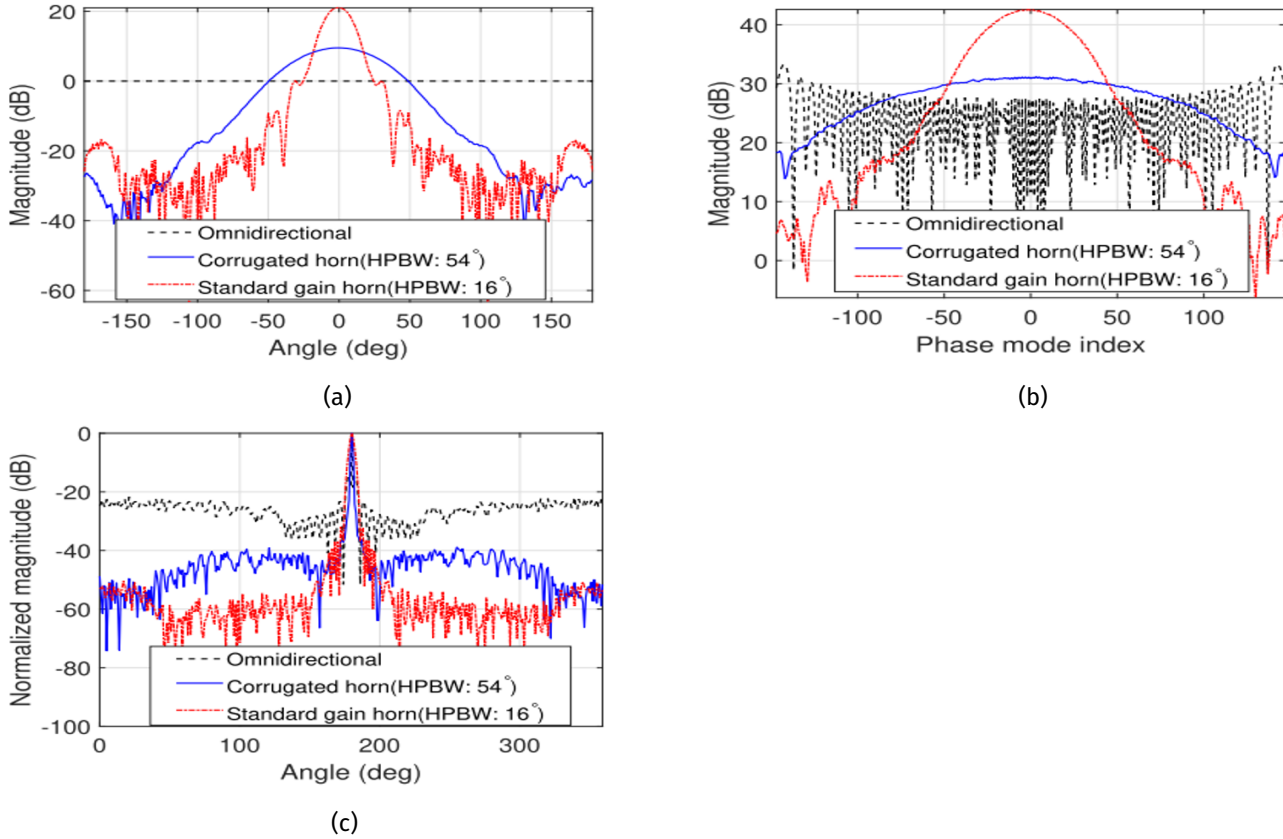 20
0
-20
-40
-60
Magnitude (dB)
-150 -100 -50 0 50 100 150
Angle (deg)
Omnidirectional
Corrugated horn(HPBW: 54°)
Standard gain horn(HPBW: 16°)
(a)
40
30
20
10
0
Magnitude (dB)
-100 -50 0 50 100
Phase mode index
Omnidirectional
Corrugated horn(HPBW: 54°)
Standard gain horn(HPBW: 16°)
(b)
0
-20
-40
-60
-80
-100
Normalized magnitude (dB)
0 100 200 300
Angle (deg)
Omnidirectional
Corrugated horn(HPBW: 54°)
Standard gain horn(HPBW: 16°)
(c)